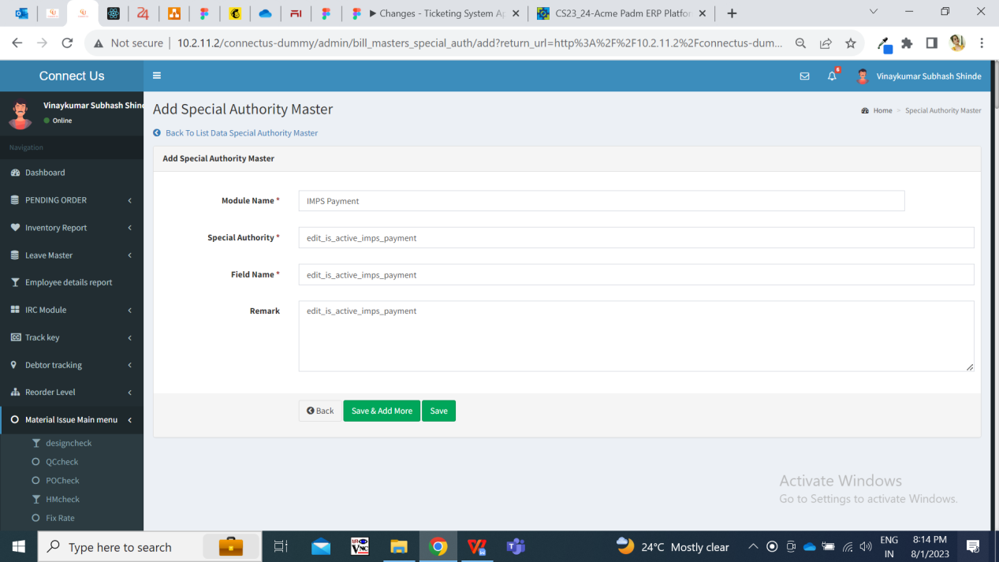 ▶ Changes - Ticketing System Ap
CS23_24-Acme Padm ERP Platfor
Not secure
10.2.11.2/connectus-dummy/admin/bill_masters_special_auth/add?return_url=http%3A%2F%2F10.2.11.2%2Fconnectus-dum...
Connect Us
6
Vinaykumar Subhash Shinde
Vinaykumar Subhash Shind
Online
Navigation
Dashboard
PENDING ORDER
Inventory Report
Leave Master
Employee details report
IRC Module
Track key
Debtor tracking
Reorder Level
Material Issue Main menu
designcheck
QCcheck
POCheck
HMcheck
Fix Rate
Add Special Authority Master
Home > Special Authority Master
Back To List Data Special Authority Master
Add Special Authority Master
Module Name * IMPS Payment
Special Authority * edit_is_active_imps_payment
Field Name * edit_is_active_imps_payment
Remark edit_is_active_imps_payment
Back Save & Add More Save
Activate Windows
Go to Settings to activate Windows.
Type here to search
24°C Mostly clear
ENG
IN
8:14 PM
8/1/2023